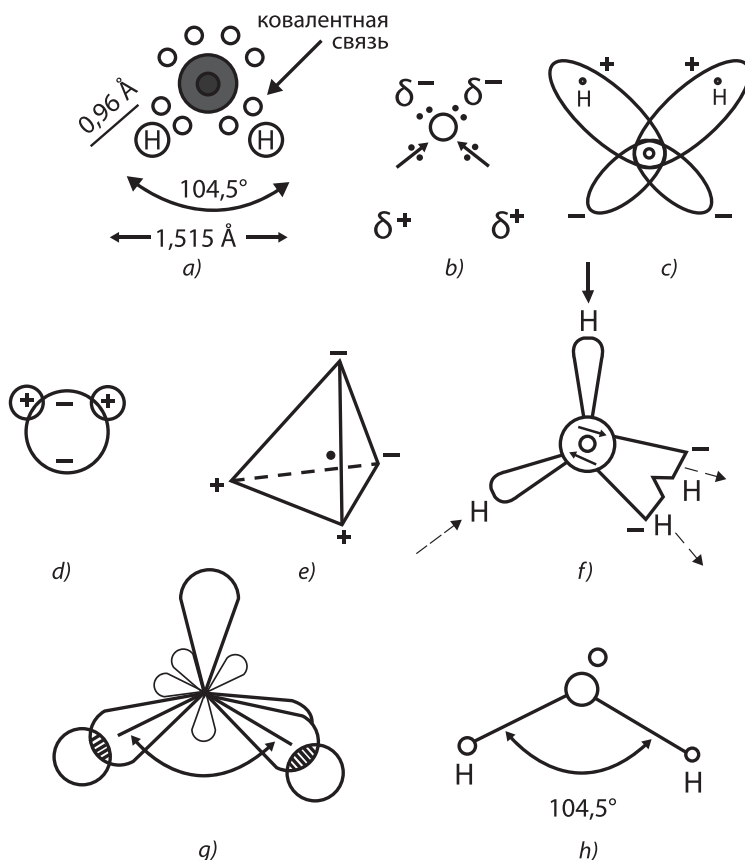 ковалентная
связь
0,96 Å
H H
104,5°
1,515 Å
a)
δ− δ−
δ+ δ+
b)
+ +
H H
− −
c)
+ − +
−
d)
−
−
+
+
e)
H
−
H
H
−
H
f)
g)
H H
104,5°
h)